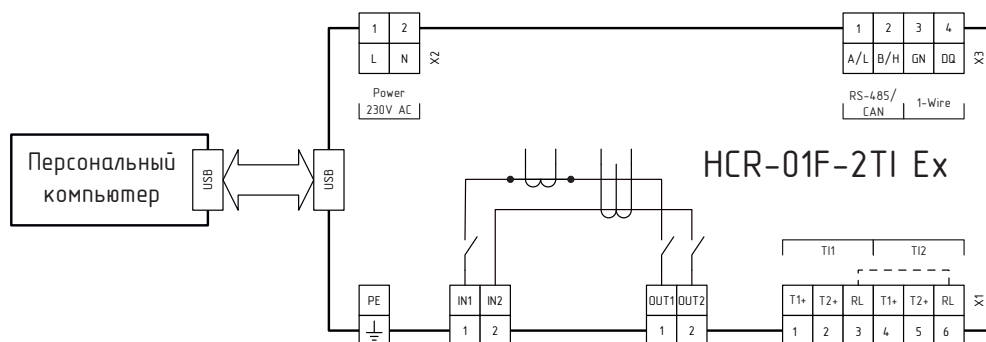 1 2
L N
X2
Power
230V AC
1 2 3 4
A/L B/H GN DQ
X3
RS-485/
CAN
1-Wire
Персональный
компьютер
USB
USB
HCR-01F-2TI Ex
TI1 TI2
PE
IN1 IN2
1 2
OUT1 OUT2
1 2
T1+ T2+ RL T1+ T2+ RL
1 2 3 4 5 6
X1